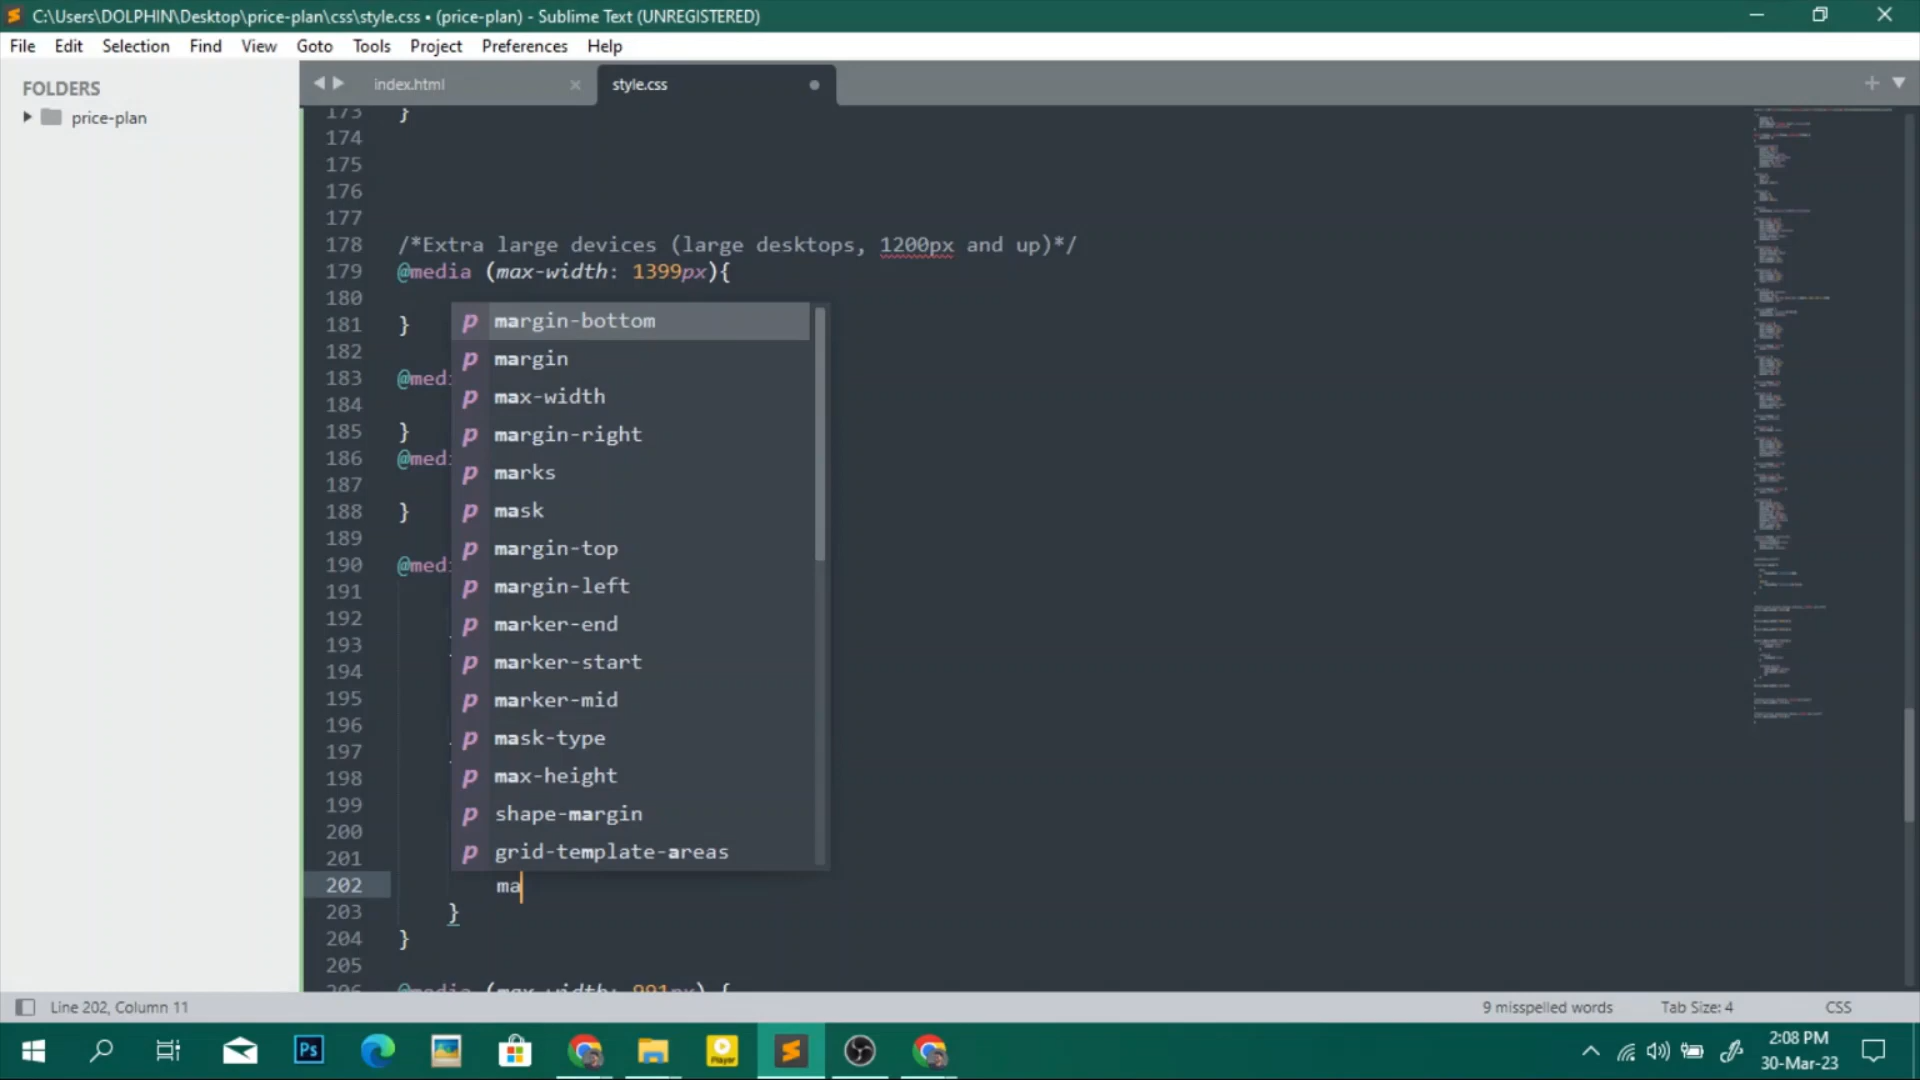 C:\Users\DOLPHIN\Desktop\price-plan\css\style.css • (price-plan) - Sublime Text (UNREGISTERED)
File Edit Selection Find View Goto Tools Project Preferences Help
FOLDERS
price-plan
index.html
style.css
173 }
174
175
176
177
178 /*Extra large devices (large desktops, 1200px and up)*/
179 @media (max-width: 1399px){
180
181 }
182
183 @medi
184
185 }
186 @medi
187
188 }
189
190 @medi
191
192
193
194
195
196
197
198
199
200
201
202 ma
203 }
204 }
205
206 @media (max-width: 991px) {
p margin-bottom
p margin
p max-width
p margin-right
p marks
p mask
p margin-top
p margin-left
p marker-end
p marker-start
p marker-mid
p mask-type
p max-height
p shape-margin
p grid-template-areas
Line 202, Column 11
9 misspelled words
Tab Size: 4
CSS
Ps
Player
2:08 PM
30-Mar-23